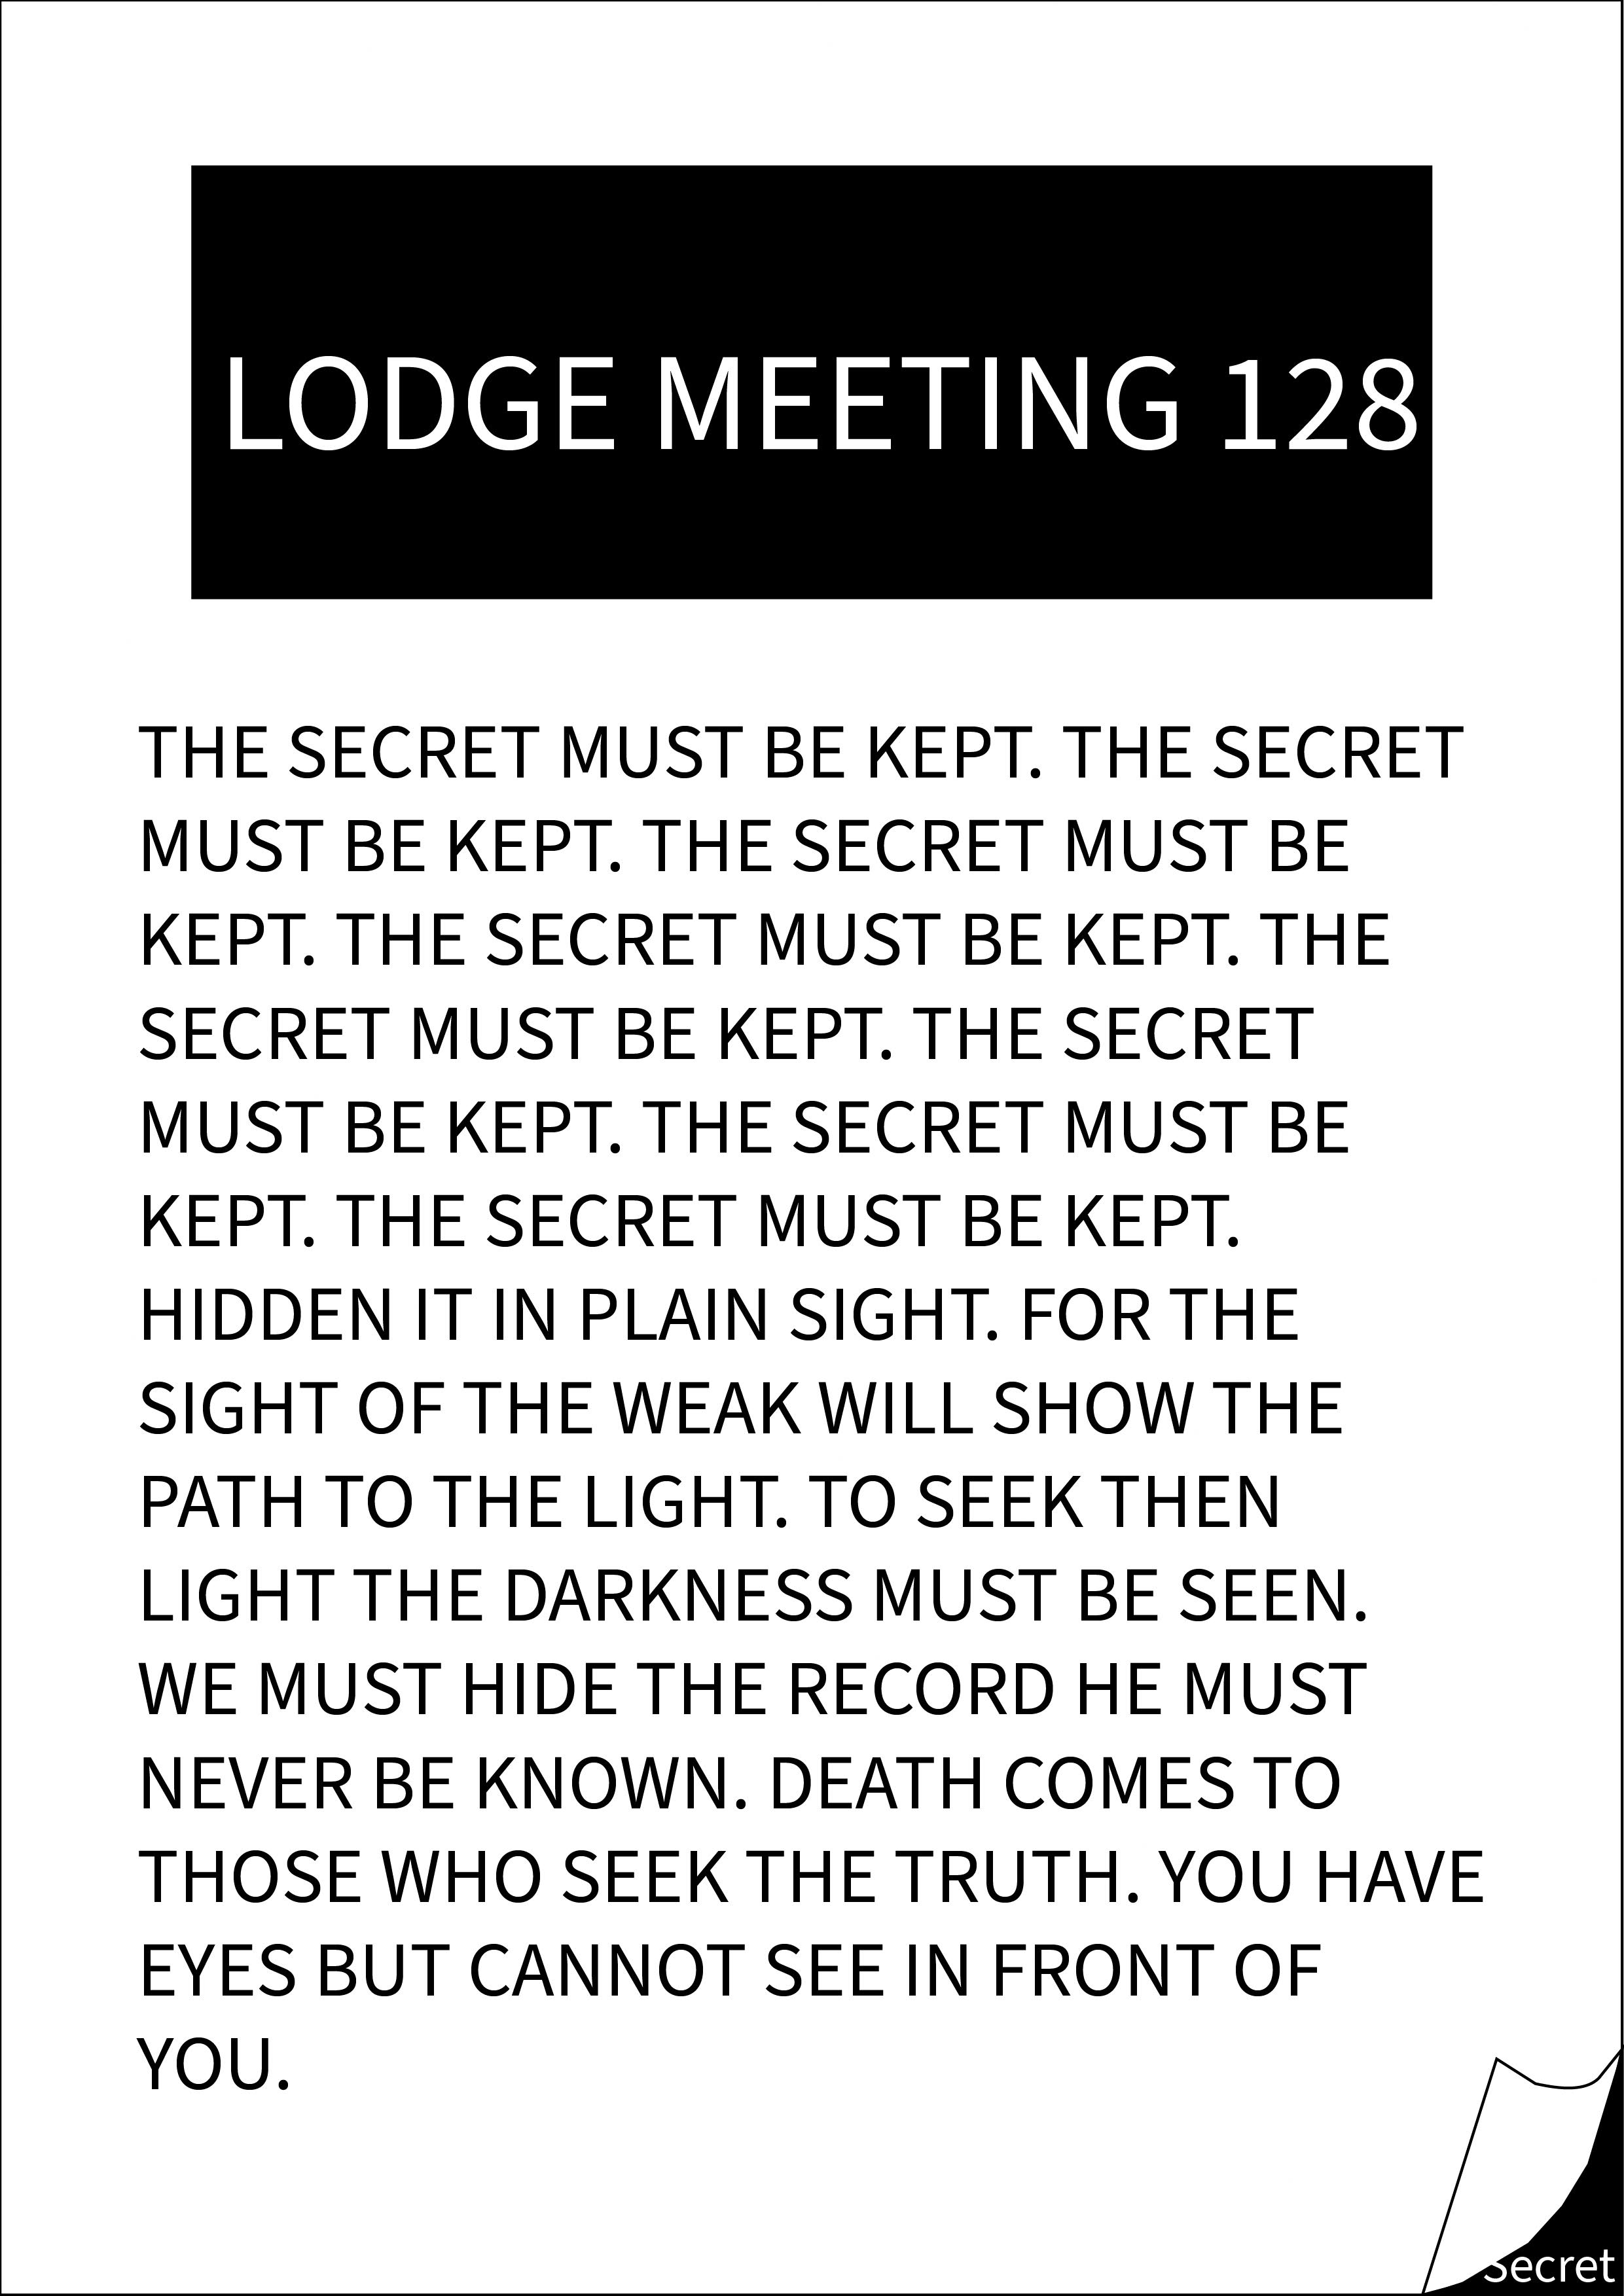 LODGE MEETING 128
THE SECRET MUST BE KEPT. THE SECRET
MUST BE KEPT. THE SECRET MUST BE
KEPT. THE SECRET MUST BE KEPT. THE
SECRET MUST BE KEPT. THE SECRET
MUST BE KEPT. THE SECRET MUST BE
KEPT. THE SECRET MUST BE KEPT.
HIDDEN IT IN PLAIN SIGHT. FOR THE
SIGHT OF THE WEAK WILL SHOW THE
PATH TO THE LIGHT. TO SEEK THEN
LIGHT THE DARKNESS MUST BE SEEN.
WE MUST HIDE THE RECORD HE MUST
NEVER BE KNOWN. DEATH COMES TO
THOSE WHO SEEK THE TRUTH. YOU HAVE
EYES BUT CANNOT SEE IN FRONT OF
YOU.
Secret